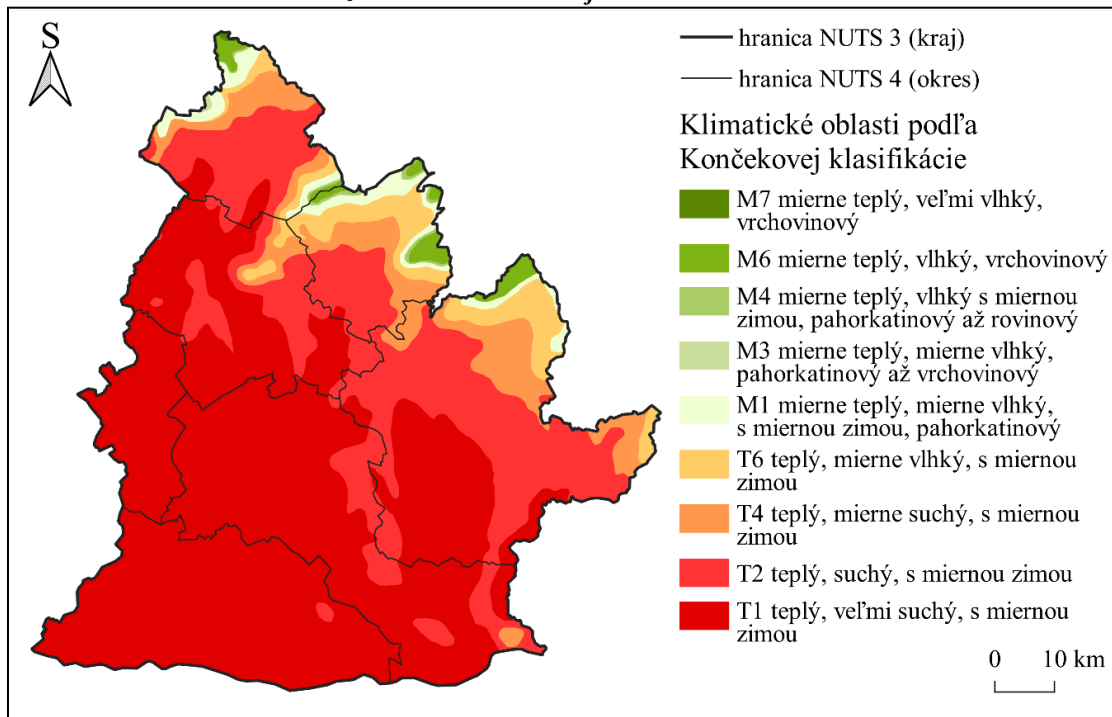 S
hranica NUTS 3 (kraj)
hranica NUTS 4 (okres)
Klimatické oblasti podľa
Končekovej klasifikácie
M7 mierne teplý, veľmi vlhký,
vrchovinový
M6 mierne teplý, vlhký, vrchovinový
M4 mierne teplý, vlhký s miernou
zimou, pahorkatinový až rovinový
M3 mierne teplý, mierne vlhký,
pahorkatinový až vrchovinový
M1 mierne teplý, mierne vlhký,
s miernou zimou, pahorkatinový
T6 teplý, mierne vlhký, s miernou
zimou
T4 teplý, mierne suchý, s miernou
zimou
T2 teplý, suchý, s miernou zimou
T1 teplý, veľmi suchý, s miernou
zimou
0 10 km